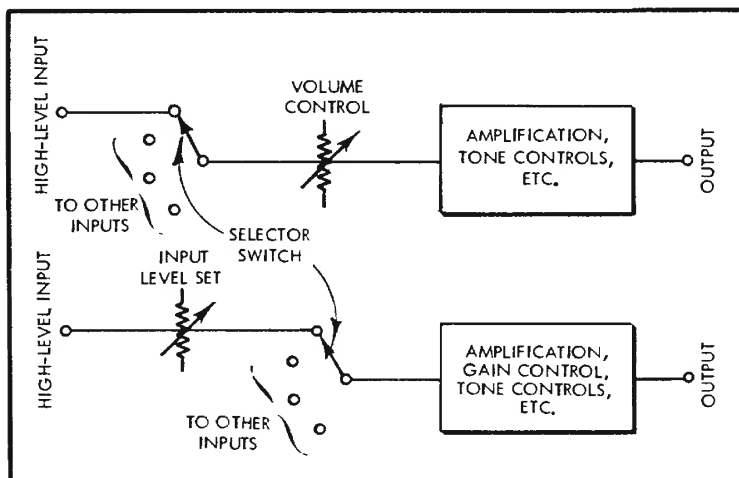 HIGH-LEVEL INPUT
VOLUME
CONTROL
AMPLIFICATION,
TONE CONTROLS,
ETC.
OUTPUT
TO OTHER
INPUTS
SELECTOR
SWITCH
INPUT
LEVEL SET
HIGH-LEVEL INPUT
AMPLIFICATION,
GAIN CONTROL,
TONE CONTROLS,
ETC.
OUTPUT
TO OTHER
INPUTS